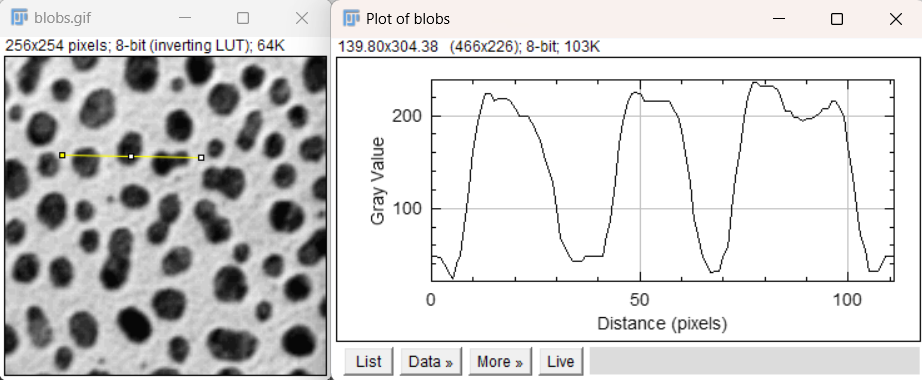 blobs.gif
256x254 pixels; 8-bit (inverting LUT); 64K
Plot of blobs
139.80x304.38 (466x226); 8-bit; 103K
200
100
Gray Value
0 50 100
Distance (pixels)
List Data » More » Live